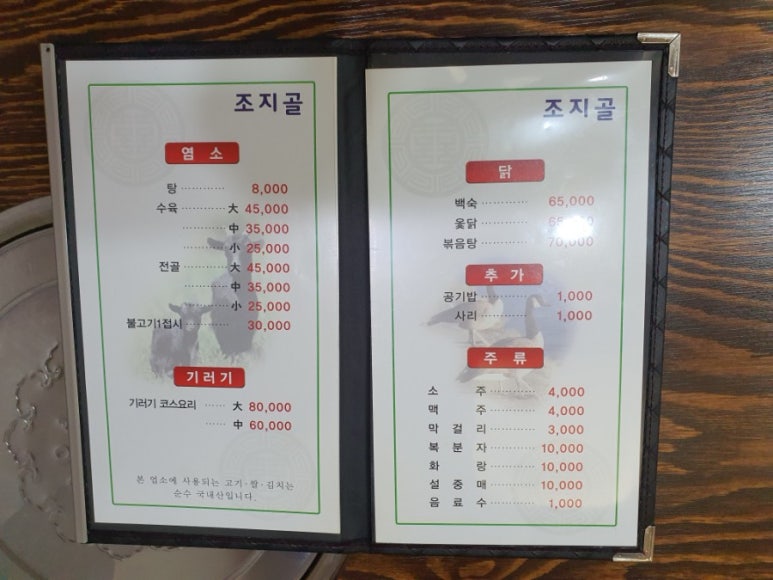 조지골
염 소
탕 ············ 8,000
수육 ············ 大 45,000
············ 中 35,000
············ 小 25,000
전골 ············ 大 45,000
············ 中 35,000
············ 小 25,000
불고기1접시 ············ 30,000
기러기
기러기 코스요리 ······ 大 80,000
······ 中 60,000
본 업소에 사용되는 고기·쌀·김치는
순수 국내산입니다.
조지골
닭
백숙 ············ 65,000
옻닭 ············
볶음탕 ············ 70,000
추 가
공기밥 ············ 1,000
사리 ············ 1,000
주 류
소 주 ············ 4,000
맥 주 ············ 4,000
막 걸 리 ············ 3,000
복 분 자 ············ 10,000
화 랑 ············ 10,000
설 중 매 ············ 10,000
음 료 수 ············ 1,000